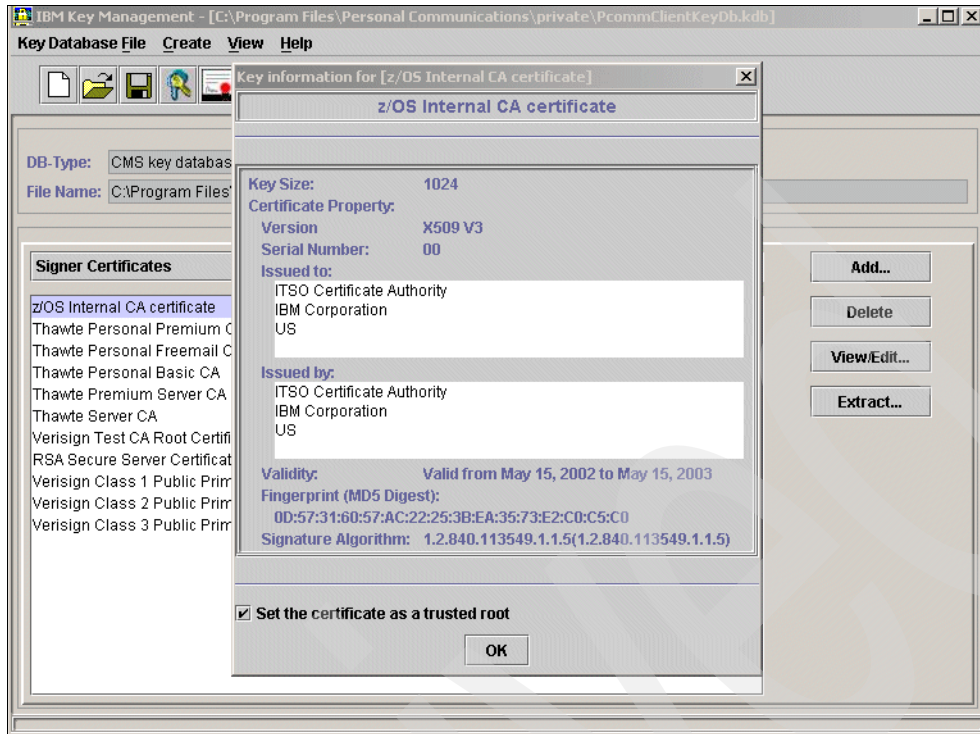 IBM Key Management - [C:\Program Files\Personal Communications\private\PcommClientKeyDb.kdb]
Key Database File Create View Help
Key information for [z/OS Internal CA certificate]
z/OS Internal CA certificate
DB-Type: CMS key databas
File Name: C:\Program Files
Key Size: 1024
Certificate Property:
Version X509 V3
Serial Number: 00
Issued to:
ITSO Certificate Authority
IBM Corporation
US
Issued by:
ITSO Certificate Authority
IBM Corporation
US
Validity: Valid from May 15, 2002 to May 15, 2003
Fingerprint (MD5 Digest):
0D:57:31:60:57:AC:22:25:3B:EA:35:73:E2:C0:C5:C0
Signature Algorithm: 1.2.840.113549.1.1.5(1.2.840.113549.1.1.5)
Set the certificate as a trusted root
OK
Signer Certificates
z/OS Internal CA certificate
Thawte Personal Premium C
Thawte Personal Freemail C
Thawte Personal Basic CA
Thawte Premium Server CA
Thawte Server CA
Verisign Test CA Root Certifi
RSA Secure Server Certificat
Verisign Class 1 Public Prim
Verisign Class 2 Public Prim
Verisign Class 3 Public Prim
Add...
Delete
View/Edit...
Extract...